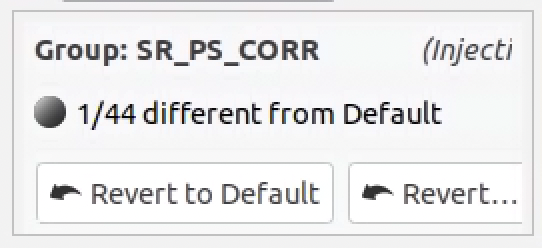 Group: SR_PS_CORR (Injecti
1/44 different from Default
Revert to Default Revert...